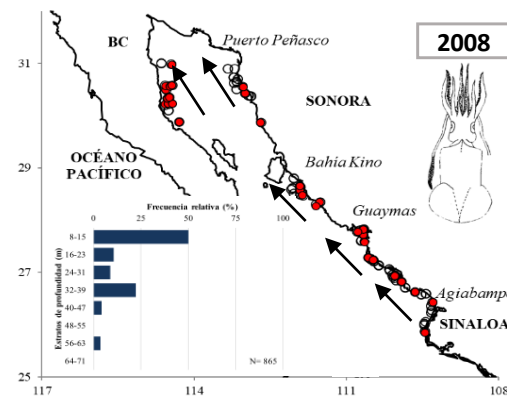 BC
Puerto Peñasco
2008
31
SONORA
OCÉANO
PACÍFICO
29
Bahia Kino
Frecuencia relativa (%)
0 25 50 75 100
Guaymas
Estratos de profundidad (m)
8-15
16-23
24-31
32-39
40-47
48-55
56-63
64-71
27
Agiabampo
SINALOA
N= 865
25
117 114 111 108